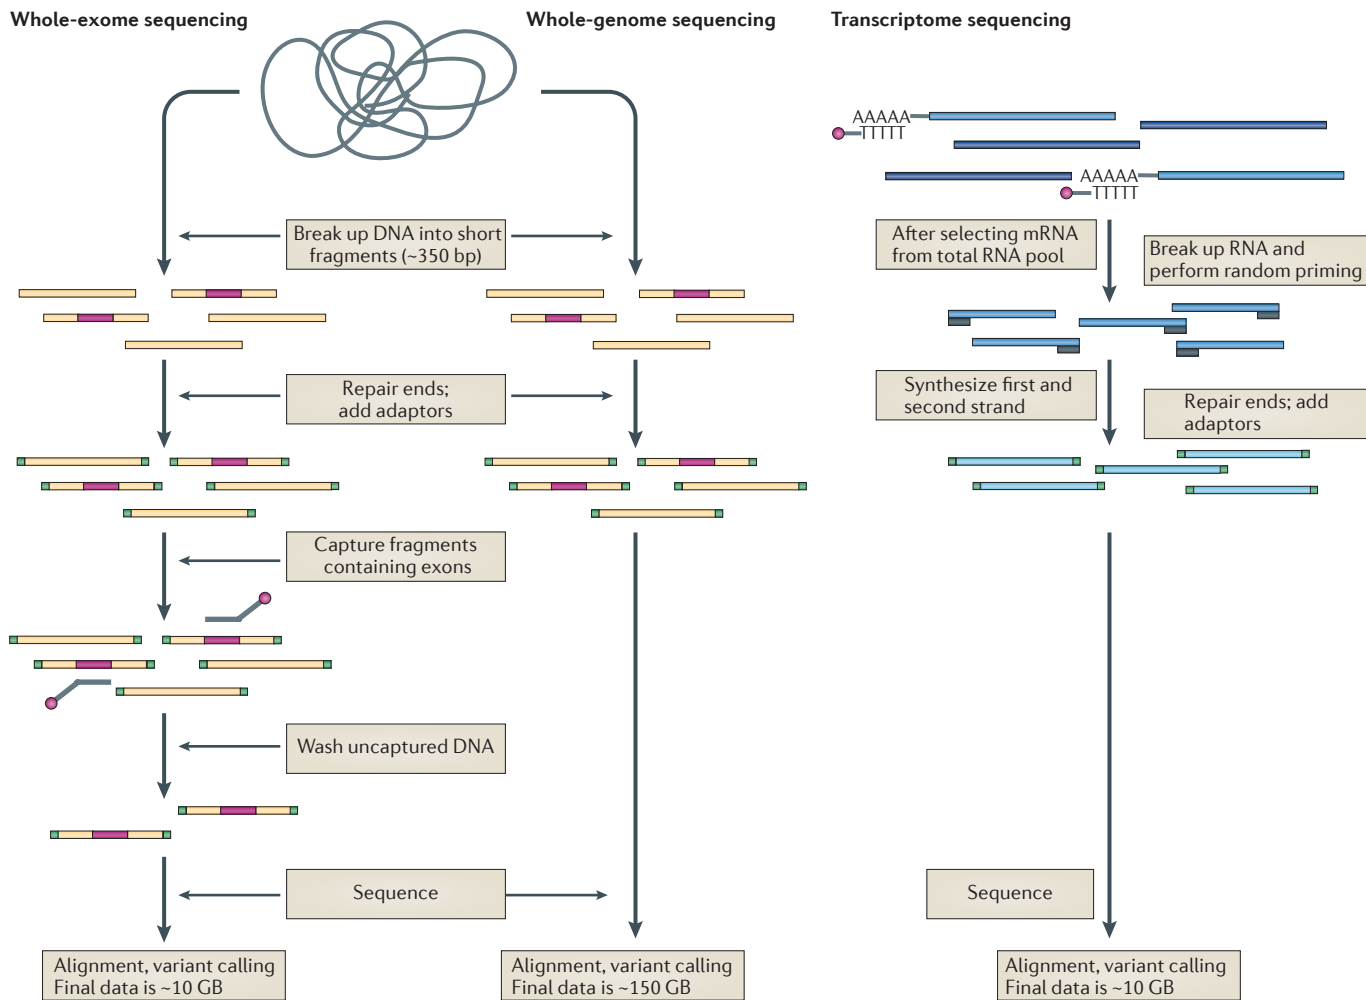 Whole-exome sequencing
Whole-genome sequencing
Transcriptome sequencing
AAAAA
TTTTT
AAAAA
TTTTT
Break up DNA into short
fragments (~350 bp)
After selecting mRNA
from total RNA pool
Break up RNA and
perform random priming
Repair ends;
add adaptors
Synthesize first and
second strand
Repair ends; add
adaptors
Capture fragments
containing exons
Wash uncaptured DNA
Sequence
Sequence
Alignment, variant calling
Final data is ~10 GB
Alignment, variant calling
Final data is ~150 GB
Alignment, variant calling
Final data is ~10 GB